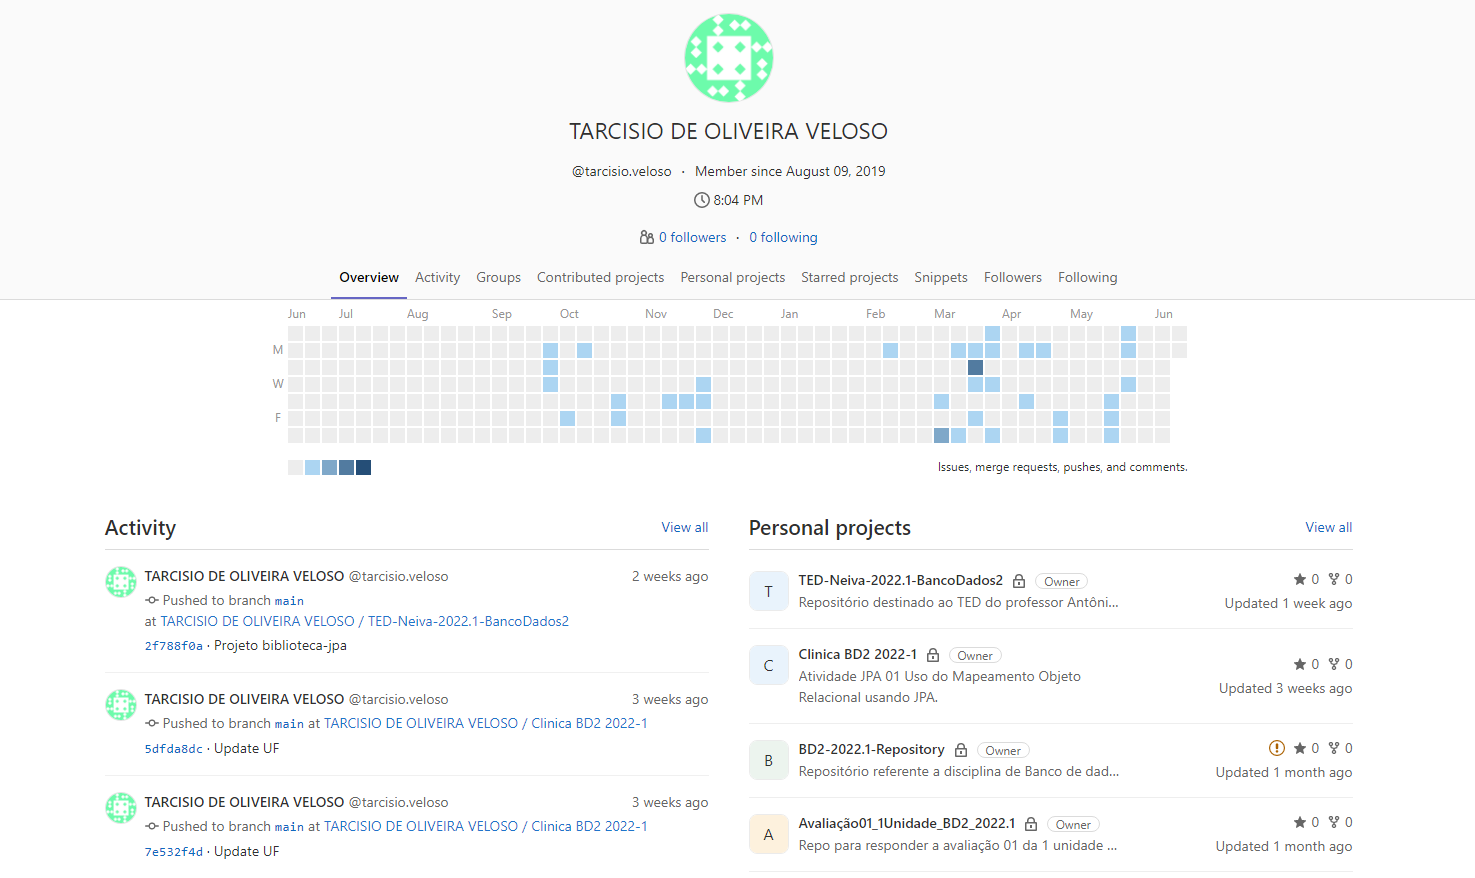 TARCISIO DE OLIVEIRA VELOSO
@tarcisio.veloso · Member since August 09, 2019
8:04 PM
0 followers · 0 following
Overview Activity Groups Contributed projects Personal projects Starred projects Snippets Followers Following
Jun Jul Aug Sep Oct Nov Dec Jan Feb Mar Apr May Jun
M
W
F
Issues, merge requests, pushes, and comments.
Activity View all
TARCISIO DE OLIVEIRA VELOSO @tarcisio.veloso 2 weeks ago
Pushed to branch main
at TARCISIO DE OLIVEIRA VELOSO / TED-Neiva-2022.1-BancoDados2
2f788f0a · Projeto biblioteca-jpa
TARCISIO DE OLIVEIRA VELOSO @tarcisio.veloso 3 weeks ago
Pushed to branch main at TARCISIO DE OLIVEIRA VELOSO / Clinica BD2 2022-1
5dfda8dc · Update UF
TARCISIO DE OLIVEIRA VELOSO @tarcisio.veloso 3 weeks ago
Pushed to branch main at TARCISIO DE OLIVEIRA VELOSO / Clinica BD2 2022-1
7e532f4d · Update UF
Personal projects View all
T TED-Neiva-2022.1-BancoDados2 Owner 0 0
Repositório destinado ao TED do professor Antôni... Updated 1 week ago
C Clinica BD2 2022-1 Owner 0 0
Atividade JPA 01 Uso do Mapeamento Objeto Updated 3 weeks ago
Relacional usando JPA.
B BD2-2022.1-Repository Owner 0 0
Repositório referente a disciplina de Banco de dad... Updated 1 month ago
A Avaliação01_1Unidade_BD2_2022.1 Owner 0 0
Repo para responder a avaliação 01 da 1 unidade ... Updated 1 month ago